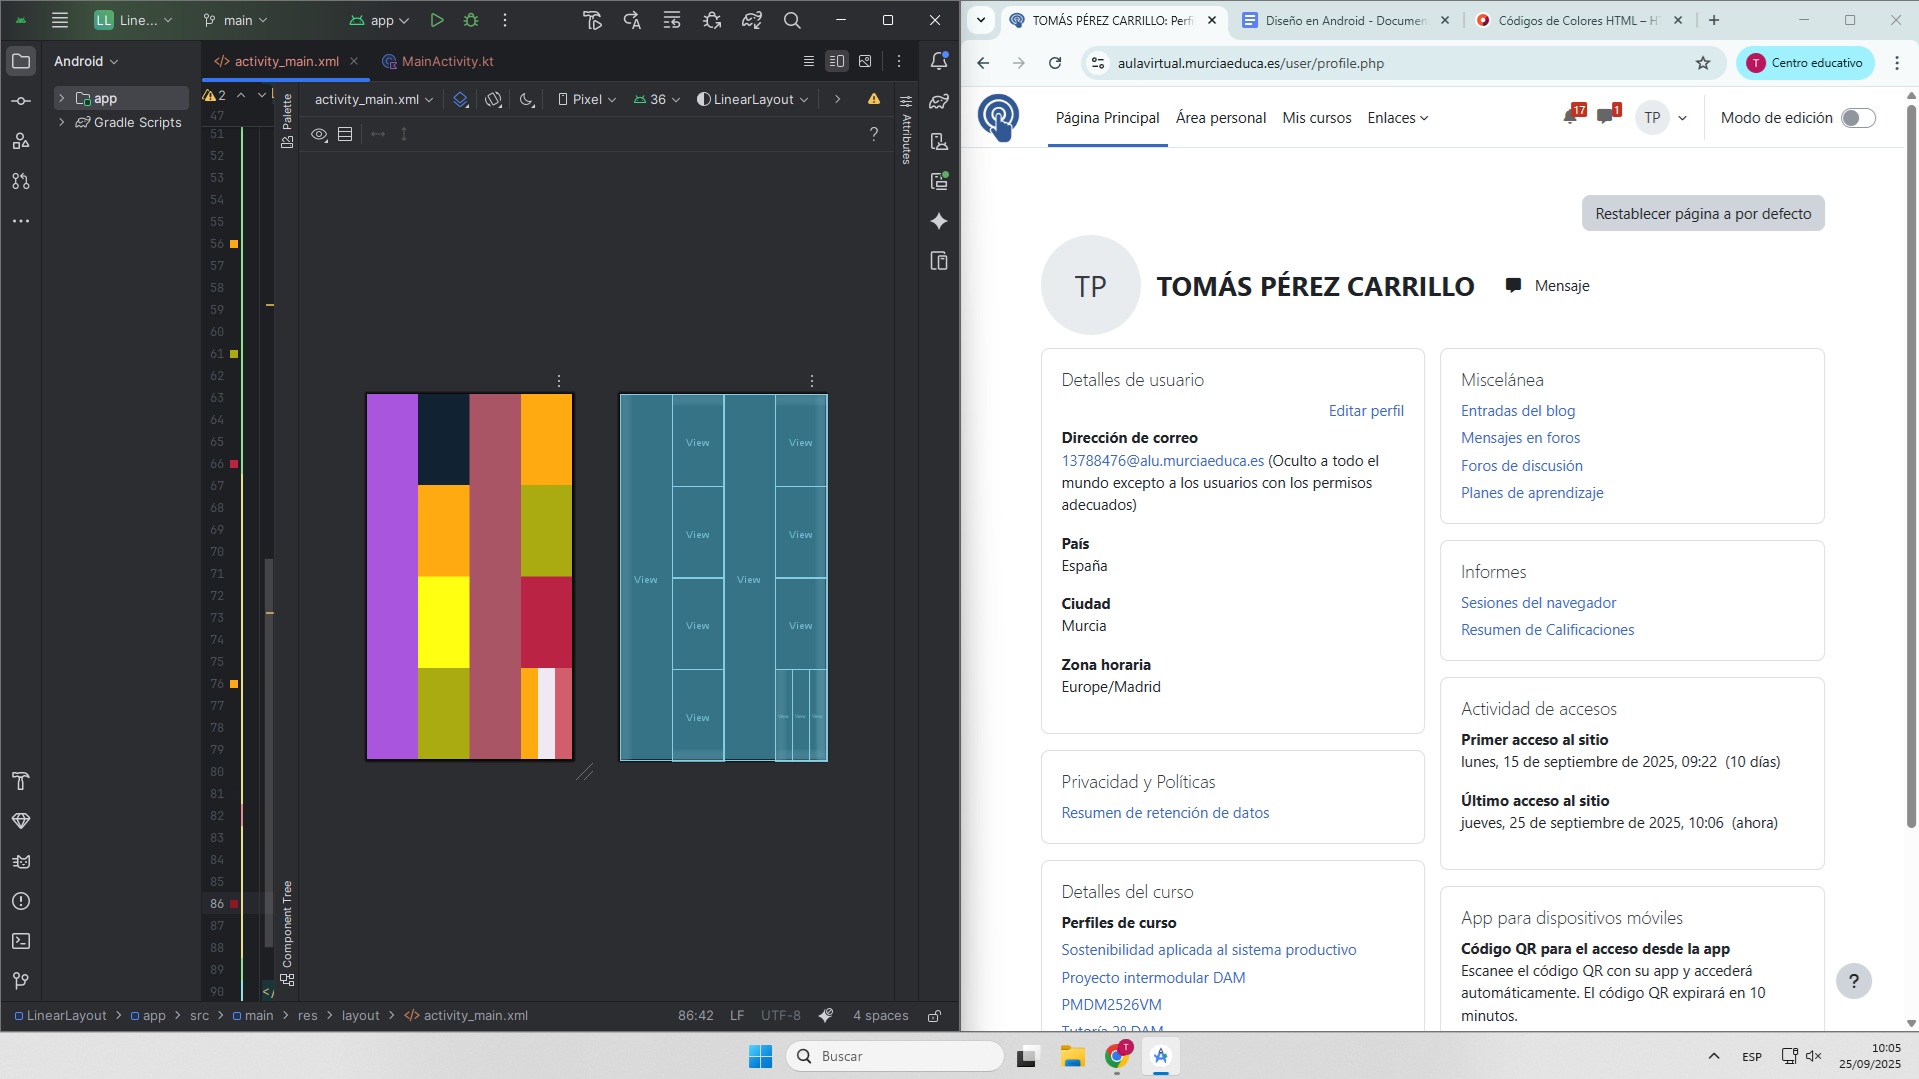 LL Line...
main
app
Android
app
Gradle Scripts
activity_main.xml
MainActivity.kt
2
47
51
52
53
54
55
56
57
58
59
60
61
62
63
64
65
66
67
68
69
70
71
72
73
74
75
76
77
78
79
80
81
82
83
84
85
86
87
88
89
90
</
Palette
Component Tree
activity_main.xml
Pixel
36
LinearLayout
?
Attributes
View
View
View
View
View
View
View
View
View
View
View
View
LinearLayout > app > src > main > res > layout > activity_main.xml
86:42 LF UTF-8 4 spaces
TOMÁS PÉREZ CARRILLO: Perfi
Diseño en Android - Documen
Códigos de Colores HTML – H
aulavirtual.murciaeduca.es/user/profile.php
T Centro educativo
Página Principal Área personal Mis cursos Enlaces
17
1
TP
Modo de edición
Restablecer página a por defecto
TP
TOMÁS PÉREZ CARRILLO
Mensaje
Detalles de usuario
Editar perfil
Dirección de correo
13788476@alu.murciaeduca.es (Oculto a todo el
mundo excepto a los usuarios con los permisos
adecuados)
País
España
Ciudad
Murcia
Zona horaria
Europe/Madrid
Privacidad y Políticas
Resumen de retención de datos
Detalles del curso
Perfiles de curso
Sostenibilidad aplicada al sistema productivo
Proyecto intermodular DAM
PMDM2526VM
Tutoría 2º DAM
Miscelánea
Entradas del blog
Mensajes en foros
Foros de discusión
Planes de aprendizaje
Informes
Sesiones del navegador
Resumen de Calificaciones
Actividad de accesos
Primer acceso al sitio
lunes, 15 de septiembre de 2025, 09:22 (10 días)
Último acceso al sitio
jueves, 25 de septiembre de 2025, 10:06 (ahora)
App para dispositivos móviles
Código QR para el acceso desde la app
Escanee el código QR con su app y accederá
automáticamente. El código QR expirará en 10
minutos.
?
Buscar
T
ESP
10:05
25/09/2025